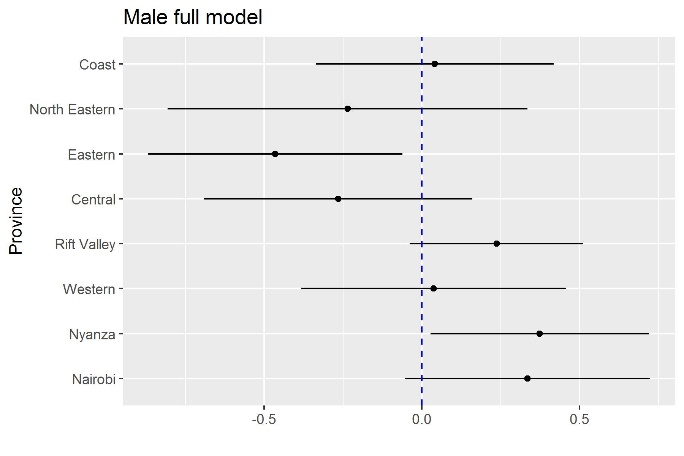 Male full model
Province
Coast
North Eastern
Eastern
Central
Rift Valley
Western
Nyanza
Nairobi
-0.5
0.0
0.5